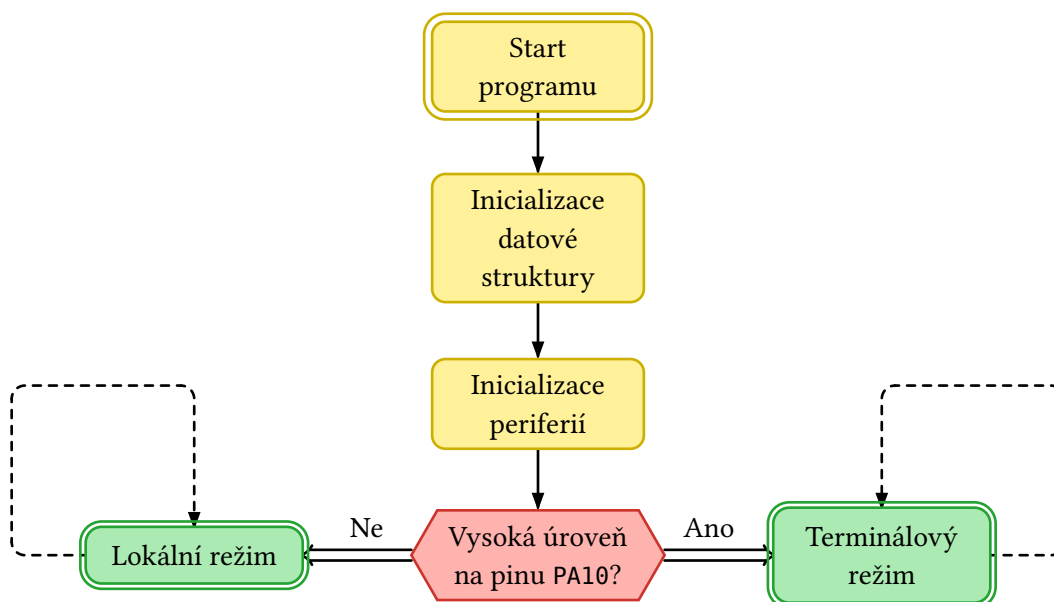 Start
programu
Inicializace
datové
struktury
Inicializace
periferií
Ne
Vysoká úroveň
na pinu PA10?
Ano
Lokální režim
Terminálový
režim